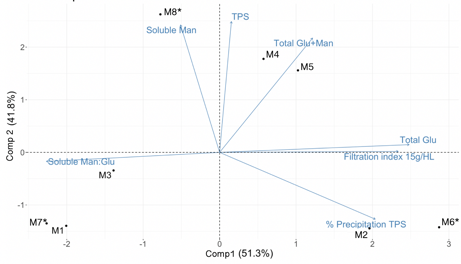 M8*
TPS
Soluble Man
Total Glu+Man
M4
M5
2
1
Comp 2 (41.8%)
Total Glu
0
Filtration index 15g/HL
Soluble Man:Glu
M3
-1
M7*
M1
% Precipitation TPS
M2
M6*
-2
-1
0
1
2
3
Comp1 (51.3%)